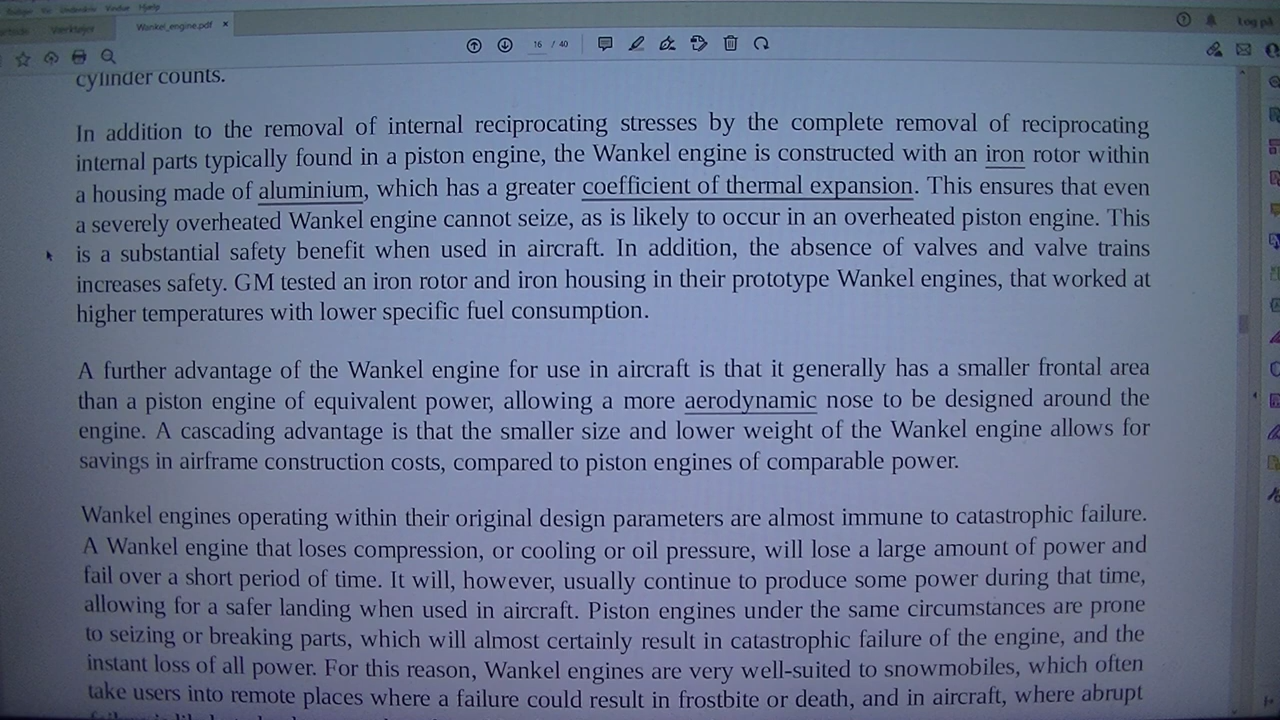 Vindue Hjælp
Værktøjer
Wankel_engine.pdf ×
Log på
16 / 40
cylinder counts.
In addition to the removal of internal reciprocating stresses by the complete removal of reciprocating
internal parts typically found in a piston engine, the Wankel engine is constructed with an iron rotor within
a housing made of aluminium, which has a greater coefficient of thermal expansion. This ensures that even
a severely overheated Wankel engine cannot seize, as is likely to occur in an overheated piston engine. This
is a substantial safety benefit when used in aircraft. In addition, the absence of valves and valve trains
increases safety. GM tested an iron rotor and iron housing in their prototype Wankel engines, that worked at
higher temperatures with lower specific fuel consumption.
A further advantage of the Wankel engine for use in aircraft is that it generally has a smaller frontal area
than a piston engine of equivalent power, allowing a more aerodynamic nose to be designed around the
engine. A cascading advantage is that the smaller size and lower weight of the Wankel engine allows for
savings in airframe construction costs, compared to piston engines of comparable power.
Wankel engines operating within their original design parameters are almost immune to catastrophic failure.
A Wankel engine that loses compression, or cooling or oil pressure, will lose a large amount of power and
fail over a short period of time. It will, however, usually continue to produce some power during that time,
allowing for a safer landing when used in aircraft. Piston engines under the same circumstances are prone
to seizing or breaking parts, which will almost certainly result in catastrophic failure of the engine, and the
instant loss of all power. For this reason, Wankel engines are very well-suited to snowmobiles, which often
take users into remote places where a failure could result in frostbite or death, and in aircraft, where abrupt